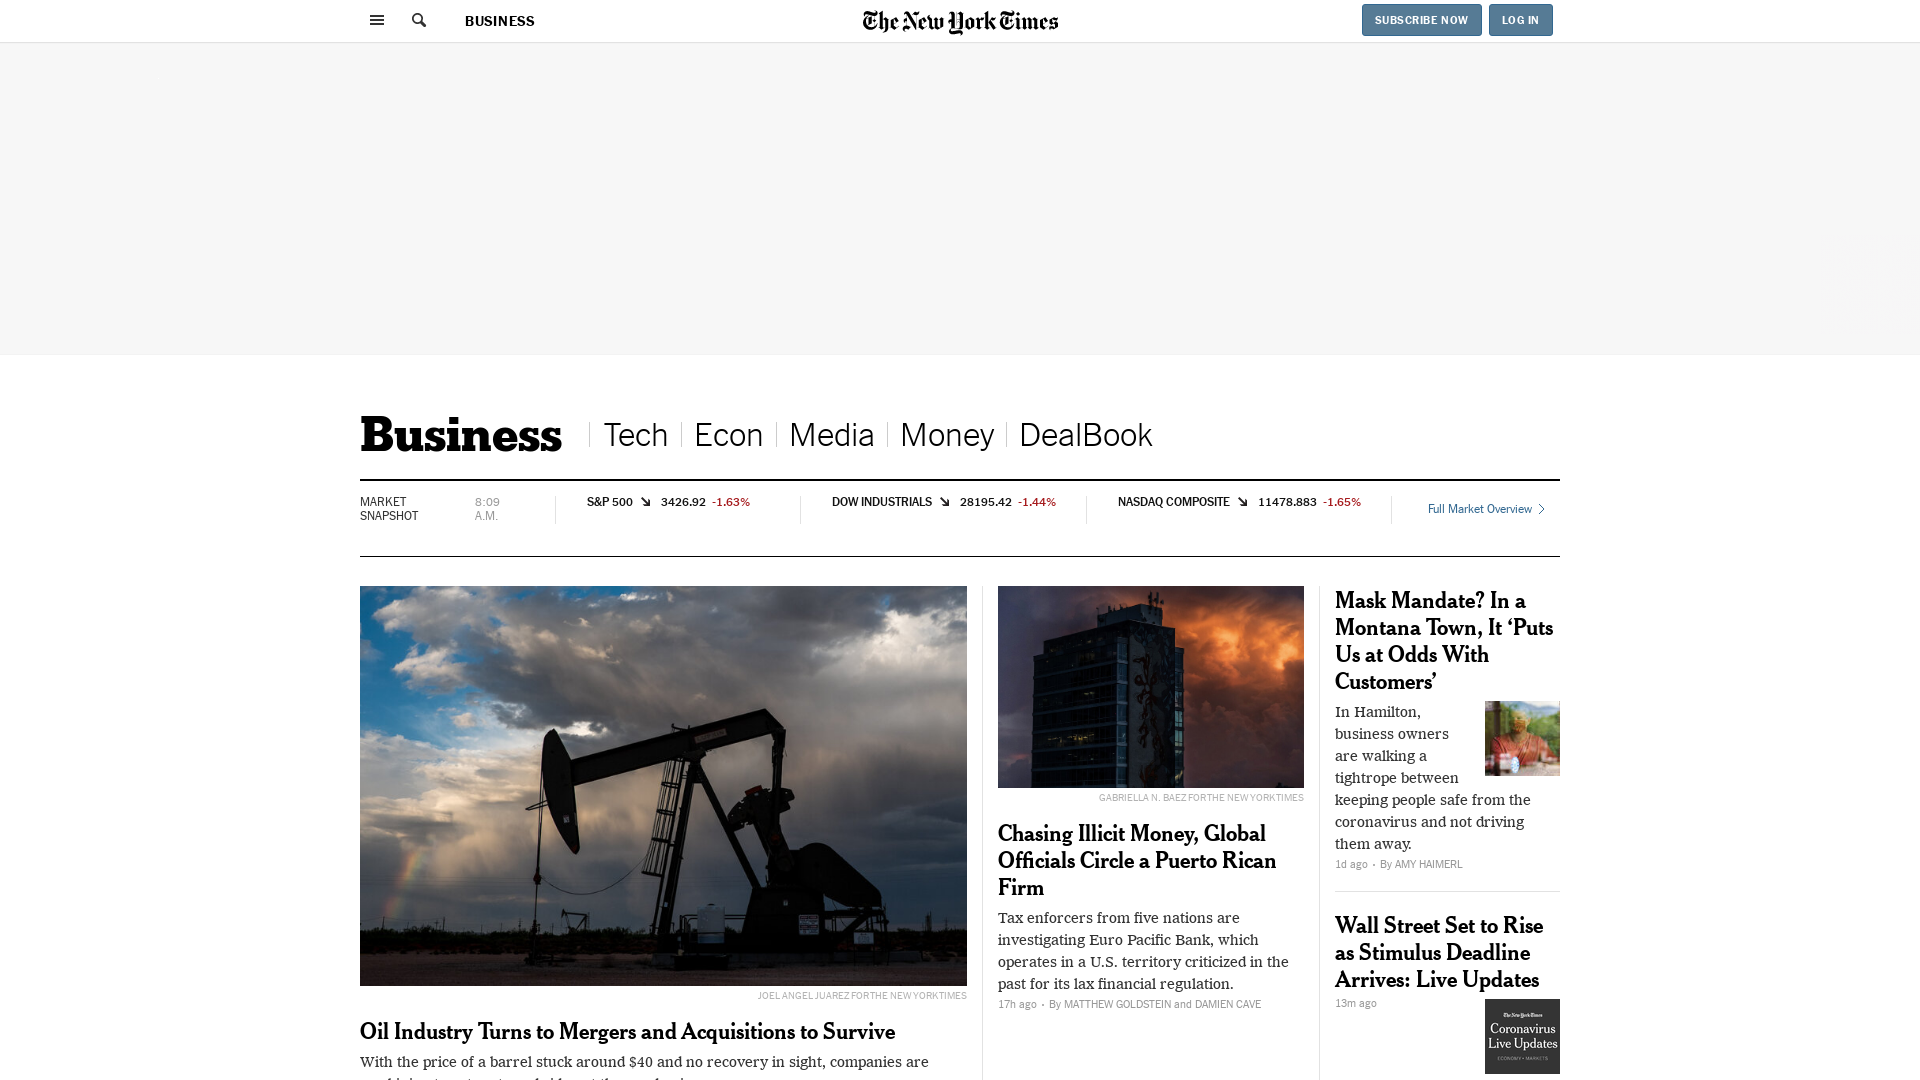 BUSINESS
The New York Times
SUBSCRIBE NOW
LOG IN
Business
Tech
Econ
Media
Money
DealBook
MARKET
SNAPSHOT
8:09
A.M.
S&P 500 3426.92 -1.63%
DOW INDUSTRIALS 28195.42 -1.44%
NASDAQ COMPOSITE 11478.883 -1.65%
Full Market Overview
JOEL ANGEL JUAREZ FOR THE NEW YORK TIMES
Oil Industry Turns to Mergers and Acquisitions to Survive
With the price of a barrel stuck around $40 and no recovery in sight, companies are
GABRIELLA N. BAEZ FOR THE NEW YORK TIMES
Chasing Illicit Money, Global
Officials Circle a Puerto Rican
Firm
Tax enforcers from five nations are
investigating Euro Pacific Bank, which
operates in a U.S. territory criticized in the
past for its lax financial regulation.
17h ago • By MATTHEW GOLDSTEIN and DAMIEN CAVE
Mask Mandate? In a
Montana Town, It ‘Puts
Us at Odds With
Customers’
In Hamilton,
business owners
are walking a
tightrope between
keeping people safe from the
coronavirus and not driving
them away.
1d ago • By AMY HAIMERL
Wall Street Set to Rise
as Stimulus Deadline
Arrives: Live Updates
13m ago
The New York Times
Coronavirus
Live Updates
ECONOMY • MARKETS